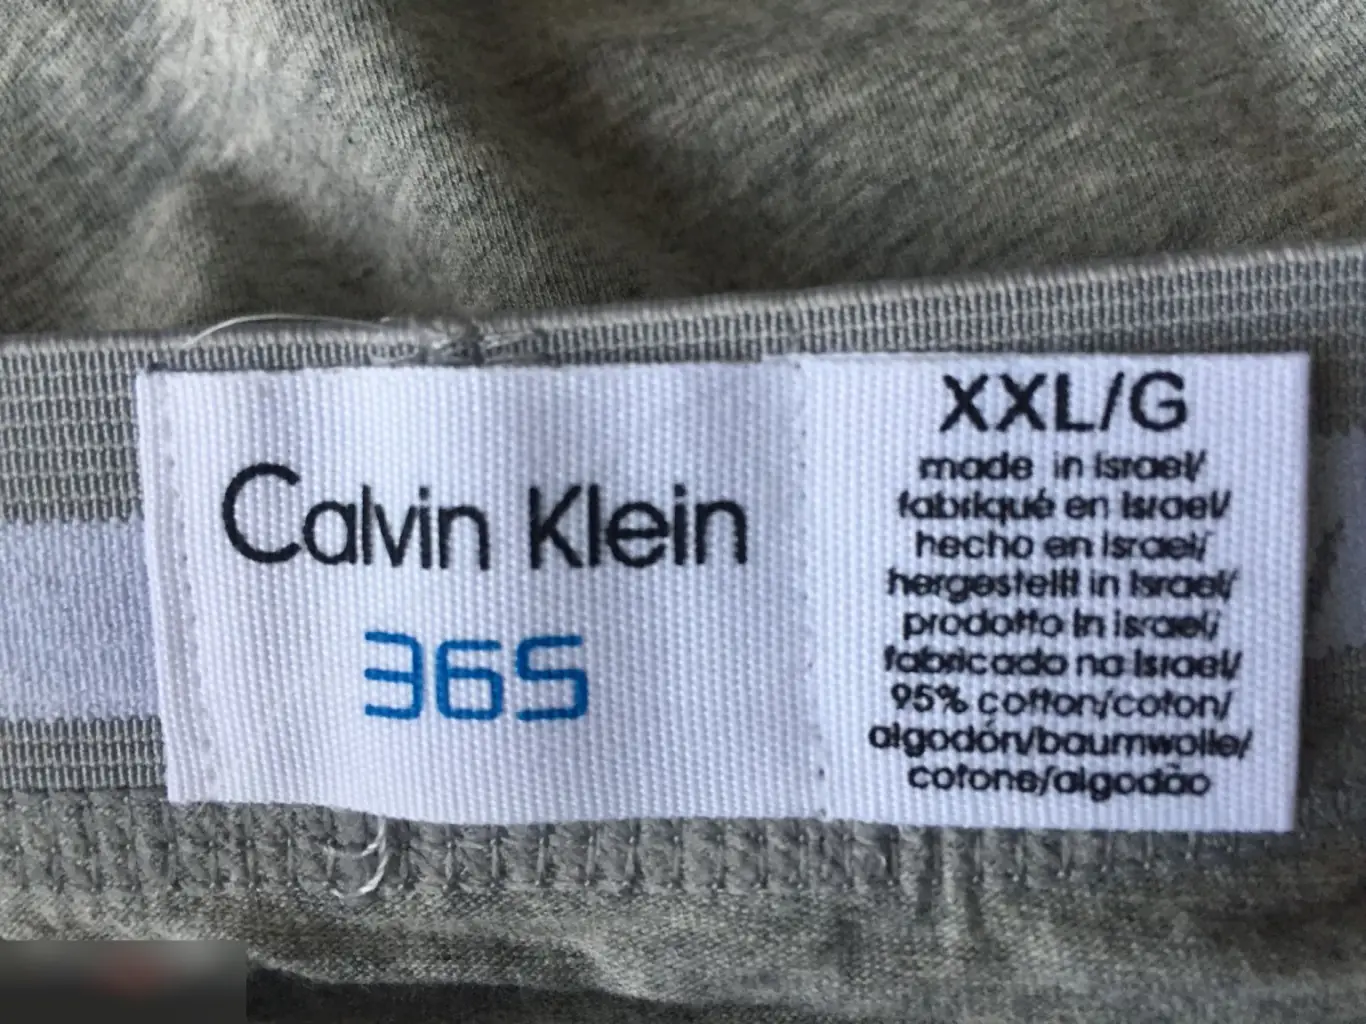 Calvin Klein
365
XXL/G
made in Israel/
fabriqué en Israel/
hecho en Israel/
hergestellt in Israel/
prodotto in israel/
fabricado no Israel/
95% cotton/coton/
algodón/baumwolle/
cotone/algodão